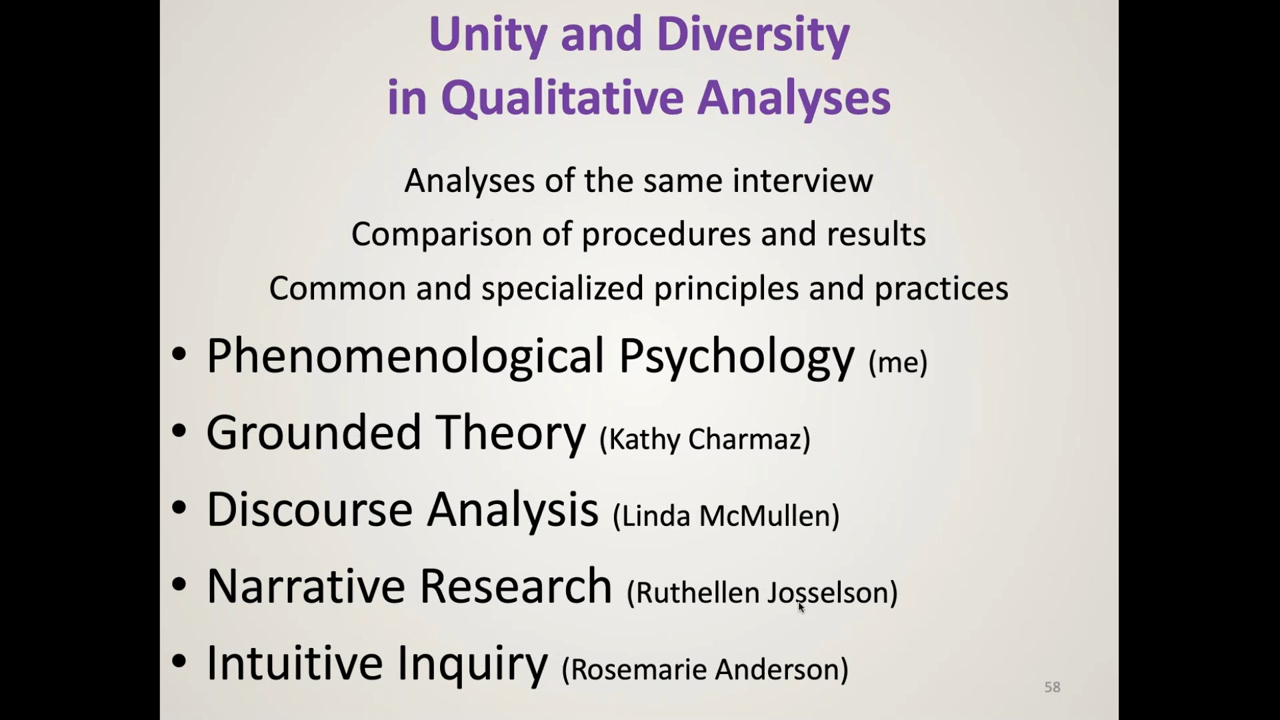 Unity and Diversity
in Qualitative Analyses
Analyses of the same interview
Comparison of procedures and results
Common and specialized principles and practices
• Phenomenological Psychology (me)
• Grounded Theory (Kathy Charmaz)
• Discourse Analysis (Linda McMullen)
• Narrative Research (Ruthellen Josselson)
• Intuitive Inquiry (Rosemarie Anderson)
58